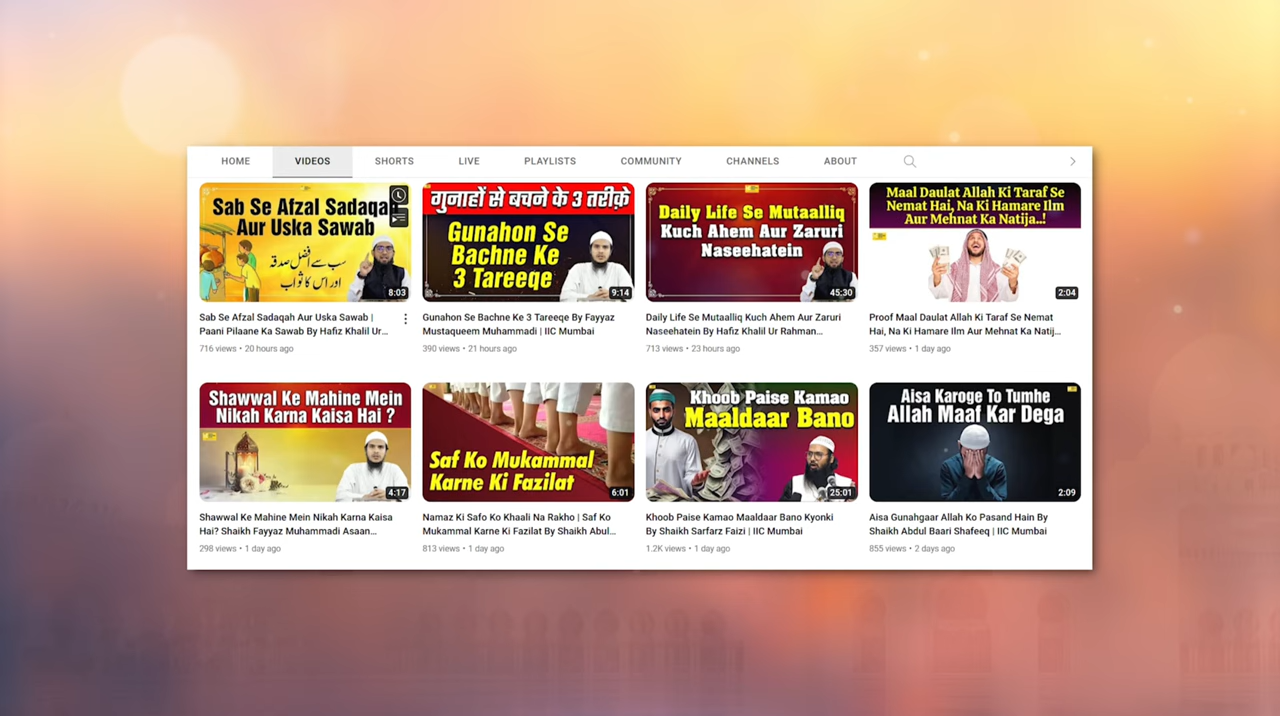 HOME VIDEOS SHORTS LIVE PLAYLISTS COMMUNITY CHANNELS ABOUT
Sab Se Afzal Sadaqah
Aur Uska Sawab
سب سے افضل صدقہ
اور اس کا ثواب
8:03
Sab Se Afzal Sadaqah Aur Uska Sawab |
Paani Pilaane Ka Sawab By Hafiz Khalil Ur...
716 views • 20 hours ago
गुनाहों से बचने के 3 तरीक़े
Gunahon Se
Bachne Ke
3 Tareeqe
9:14
Gunahon Se Bachne Ke 3 Tareeqe By Fayyaz
Mustaqueem Muhammadi | IIC Mumbai
390 views • 21 hours ago
Daily Life Se Mutaalliq
Kuch Ahem Aur Zaruri
Naseehatein
45:30
Daily Life Se Mutaalliq Kuch Ahem Aur Zaruri
Naseehatein By Hafiz Khalil Ur Rahman...
713 views • 23 hours ago
Maal Daulat Allah Ki Taraf Se
Nemat Hai, Na Ki Hamare Ilm
Aur Mehnat Ka Natija..!
2:04
Proof Maal Daulat Allah Ki Taraf Se Nemat
Hai, Na Ki Hamare Ilm Aur Mehnat Ka Natij...
357 views • 1 day ago
Shawwal Ke Mahine Mein
Nikah Karna Kaisa Hai ?
4:17
Shawwal Ke Mahine Mein Nikah Karna Kaisa
Hai? Shaikh Fayyaz Muhammadi Asaan...
298 views • 1 day ago
Saf Ko Mukammal
Karne Ki Fazilat
6:01
Namaz Ki Safo Ko Khaali Na Rakho | Saf Ko
Mukammal Karne Ki Fazilat By Shaikh Abul...
813 views • 1 day ago
Khoob Paise Kamao
Maaldaar Bano
25:01
Khoob Paise Kamao Maaldaar Bano Kyonki
By Shaikh Sarfarz Faizi | IIC Mumbai
1.2K views • 1 day ago
Aisa Karoge To Tumhe
Allah Maaf Kar Dega
2:09
Aisa Gunahgaar Allah Ko Pasand Hain By
Shaikh Abdul Baari Shafeeq | IIC Mumbai
855 views • 2 days ago